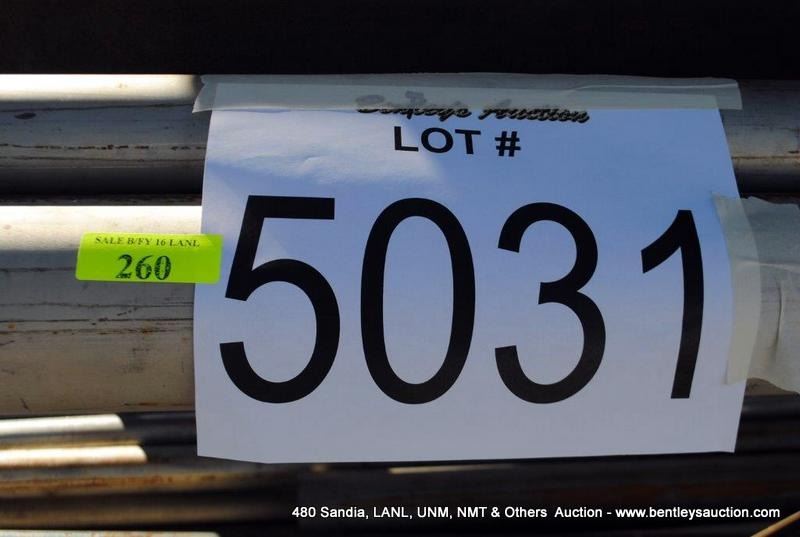 Bentley's Auction
LOT #
5031
SALE B/FY 16 LANL
260
480 Sandia, LANL, UNM, NMT & Others Auction - www.bentleysauction.com